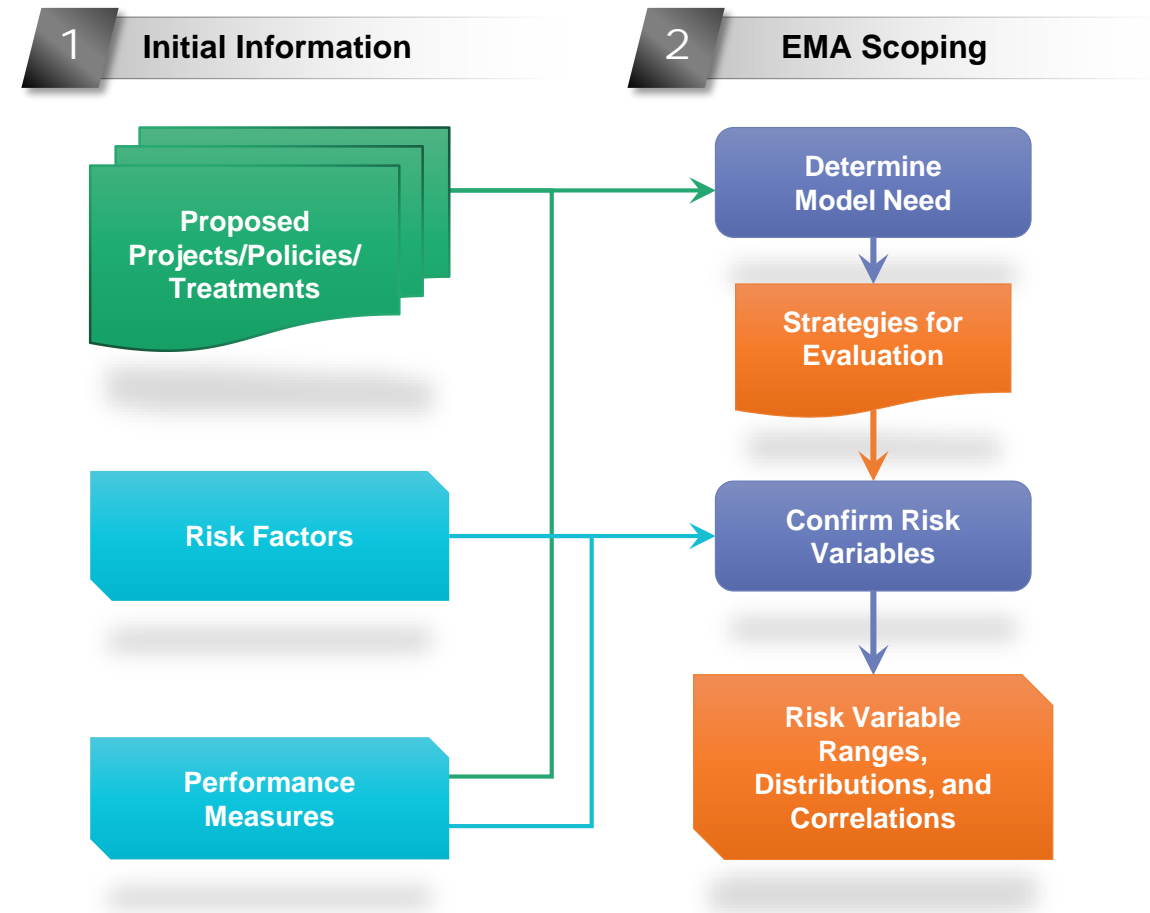 1
Initial Information
2
EMA Scoping
Proposed
Projects/Policies/
Treatments
Risk Factors
Performance
Measures
Determine
Model Need
Strategies for
Evaluation
Confirm Risk
Variables
Risk Variable
Ranges,
Distributions, and
Correlations